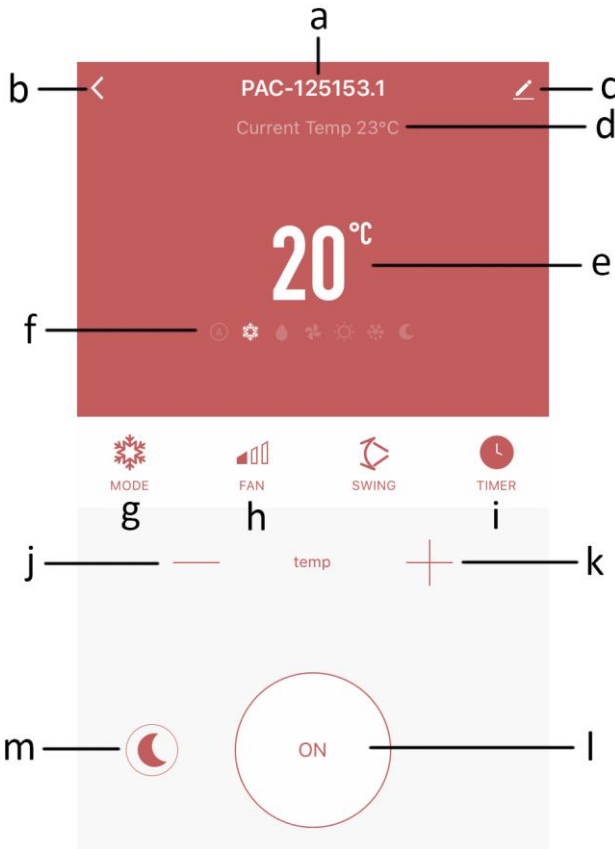 a
b
PAC-125153.1
c
Current Temp 23°C
d
20°C
e
f
MODE
FAN
SWING
TIMER
g
h
i
j
temp
k
m
ON
l